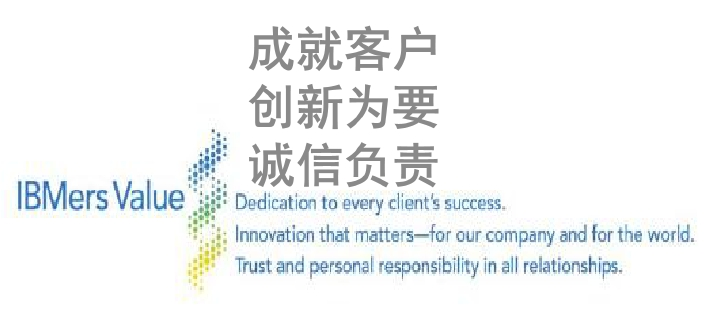 成就客户
创新为要
诚信负责
IBMers Value
Dedication to every client's success.
Innovation that matters—for our company and for the world.
Trust and personal responsibility in all relationships.